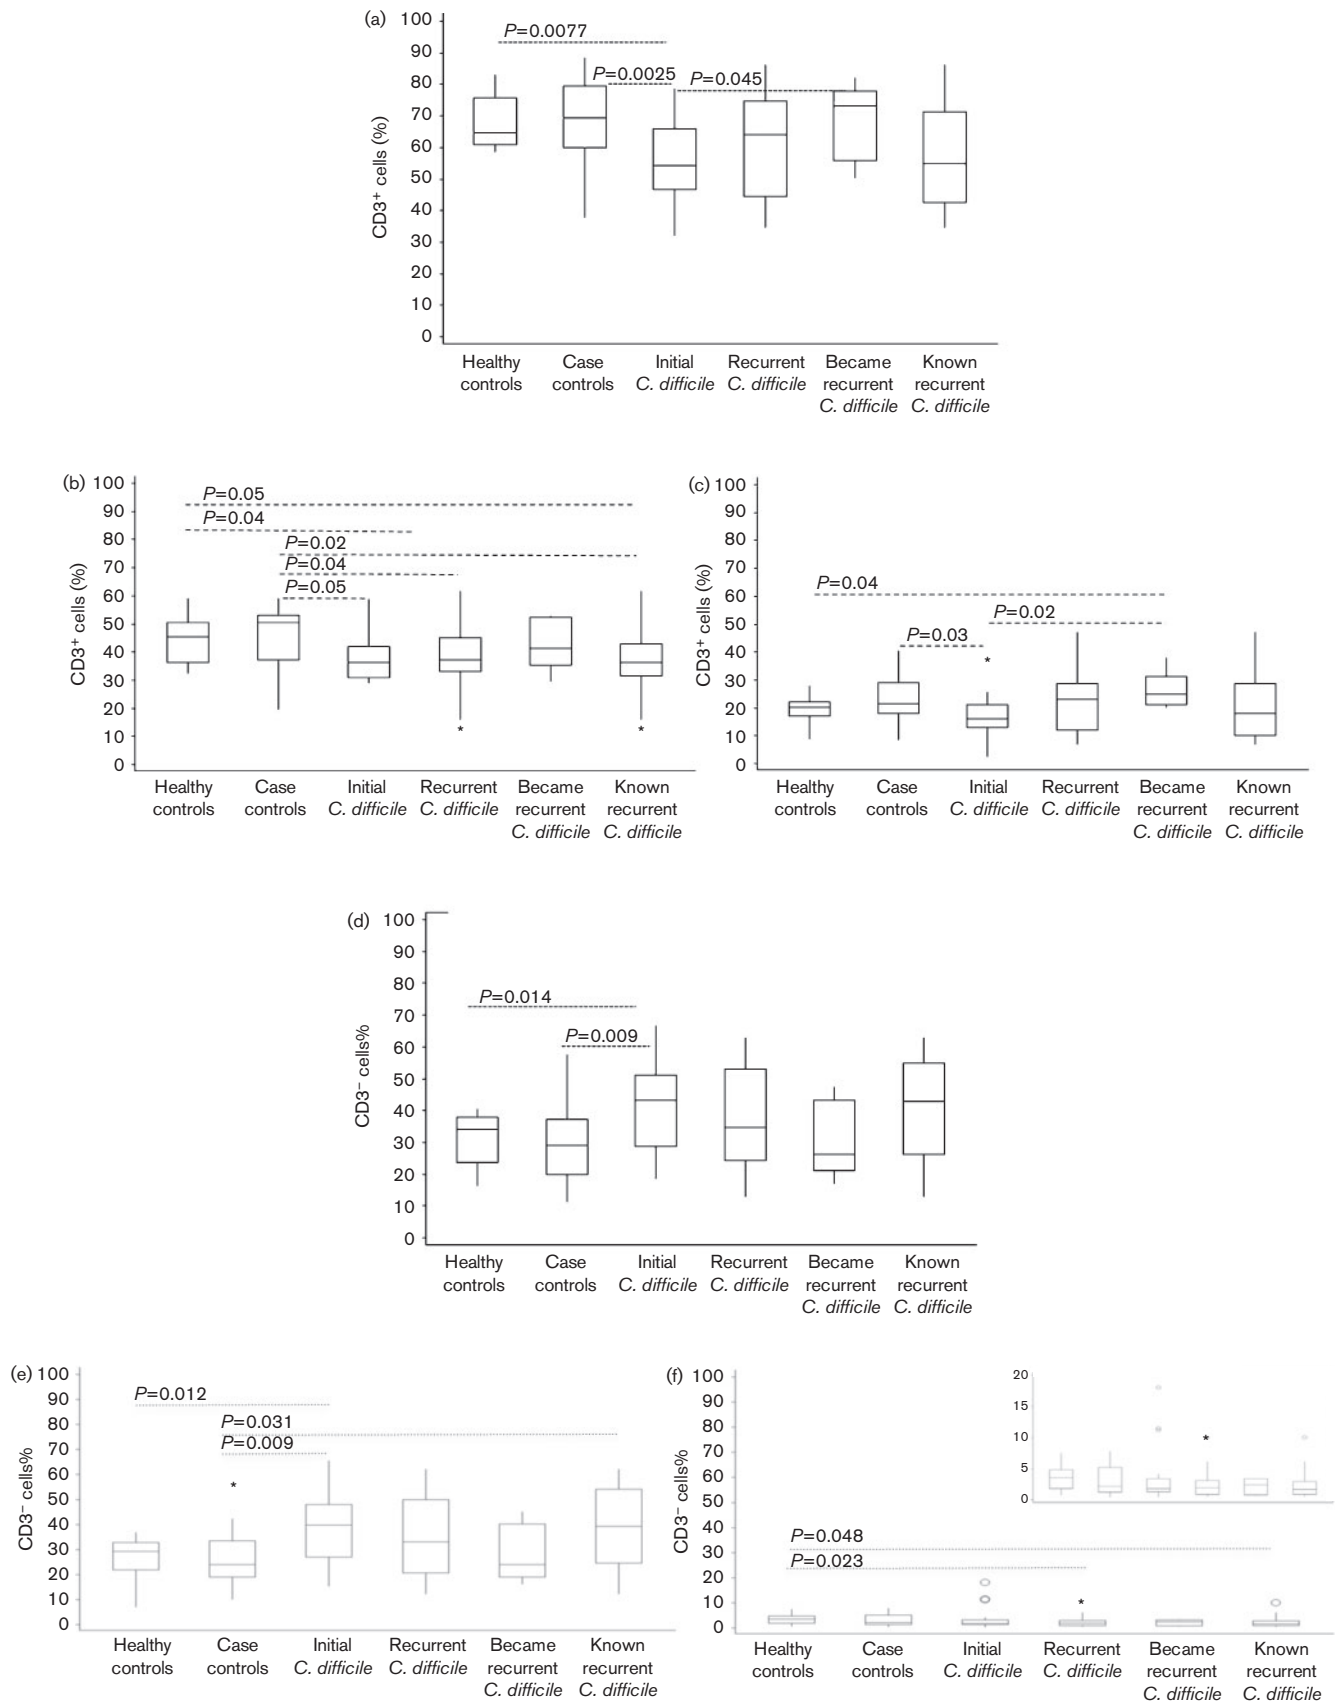 (a)
100
90
80
70
60
50
40
30
20
10
0
CD3+ cells (%)
P=0.0077
P=0.0025
P=0.045
Healthy controls
Case controls
Initial C. difficile
Recurrent C. difficile
Became recurrent C. difficile
Known recurrent C. difficile
(b)
100
90
80
70
60
50
40
30
20
10
0
CD3+ cells (%)
P=0.05
P=0.04
P=0.02
P=0.04
P=0.05
*
*
Healthy controls
Case controls
Initial C. difficile
Recurrent C. difficile
Became recurrent C. difficile
Known recurrent C. difficile
(c)
100
90
80
70
60
50
40
30
20
10
0
CD3+ cells (%)
P=0.04
P=0.02
P=0.03
*
Healthy controls
Case controls
Initial C. difficile
Recurrent C. difficile
Became recurrent C. difficile
Known recurrent C. difficile
(d)
100
90
80
70
60
50
40
30
20
10
0
CD3− cells%
P=0.014
P=0.009
Healthy controls
Case controls
Initial C. difficile
Recurrent C. difficile
Became recurrent C. difficile
Known recurrent C. difficile
(e)
100
90
80
70
60
50
40
30
20
10
0
CD3− cells%
P=0.012
P=0.031
P=0.009
*
Healthy controls
Case controls
Initial C. difficile
Recurrent C. difficile
Became recurrent C. difficile
Known recurrent C. difficile
(f)
100
90
80
70
60
50
40
30
20
10
0
CD3− cells%
20
15
10
5
0
*
P=0.048
P=0.023
*
Healthy controls
Case controls
Initial C. difficile
Recurrent C. difficile
Became recurrent C. difficile
Known recurrent C. difficile